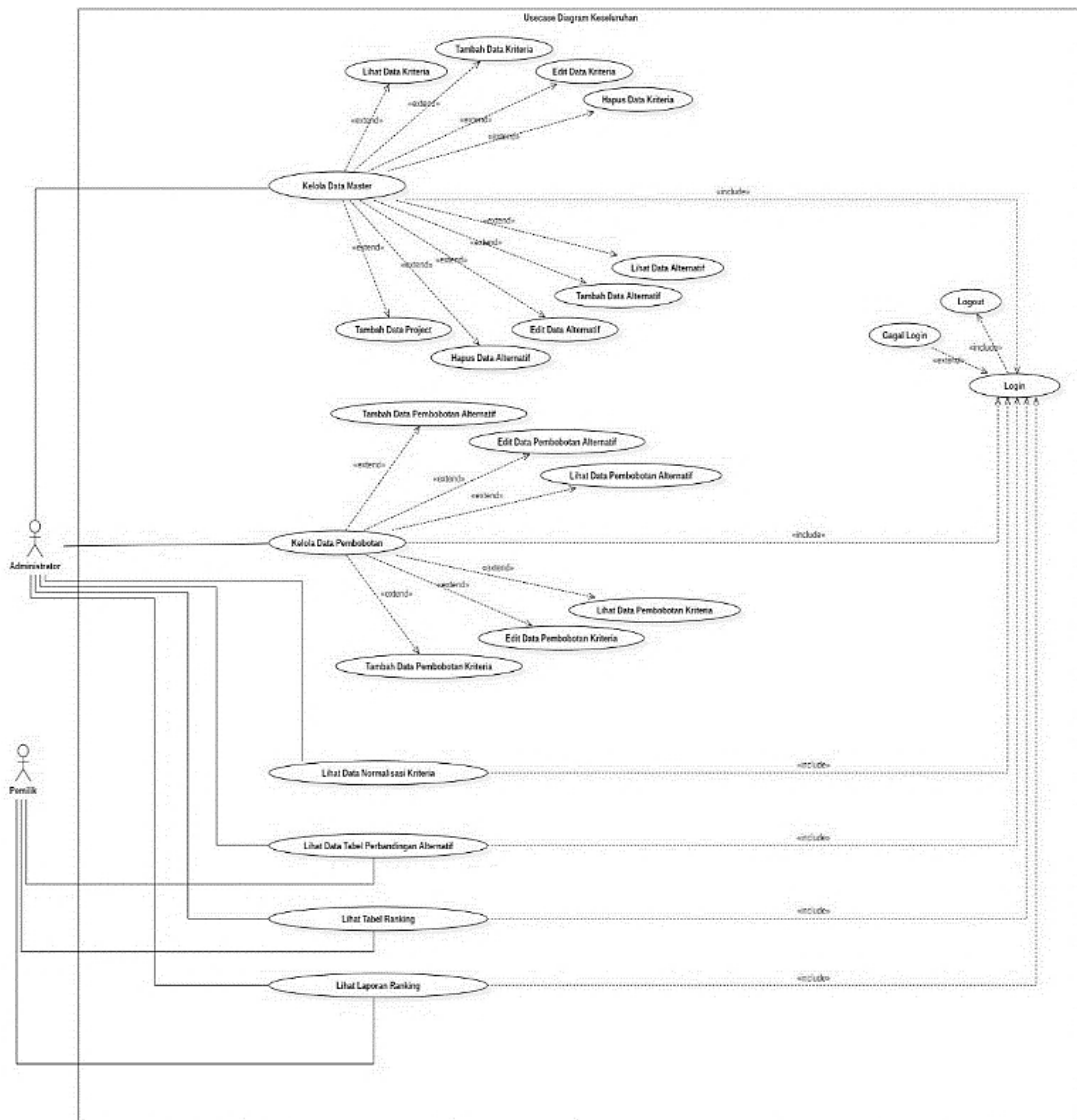 Usecase Diagram Keseluruhan
Tambah Data Kriteria
Lihat Data Kriteria
Edit Data Kriteria
Hapus Data Kriteria
«extend»
«extend»
«extend»
«extend»
Kelola Data Master
«include»
«extend»
«extend»
«extend»
«extend»
«extend»
Lihat Data Alternatif
Tambah Data Alternatif
Edit Data Alternatif
Tambah Data Project
Hapus Data Alternatif
Logout
Gagal Login
«include»
«extend»
Login
Tambah Data Pembobotan Alternatif
Edit Data Pembobotan Alternatif
Lihat Data Pembobotan Alternatif
«extend»
«extend»
«extend»
Administrator
Kelola Data Pembobotan
«include»
«extend»
«extend»
«extend»
Lihat Data Pembobotan Kriteria
Edit Data Pembobotan Kriteria
Tambah Data Pembobotan Kriteria
Pemilik
Lihat Data Normalisasi Kriteria
«include»
Lihat Data Tabel Perbandingan Alternatif
«include»
Lihat Tabel Ranking
«include»
Lihat Laporan Ranking
«include»